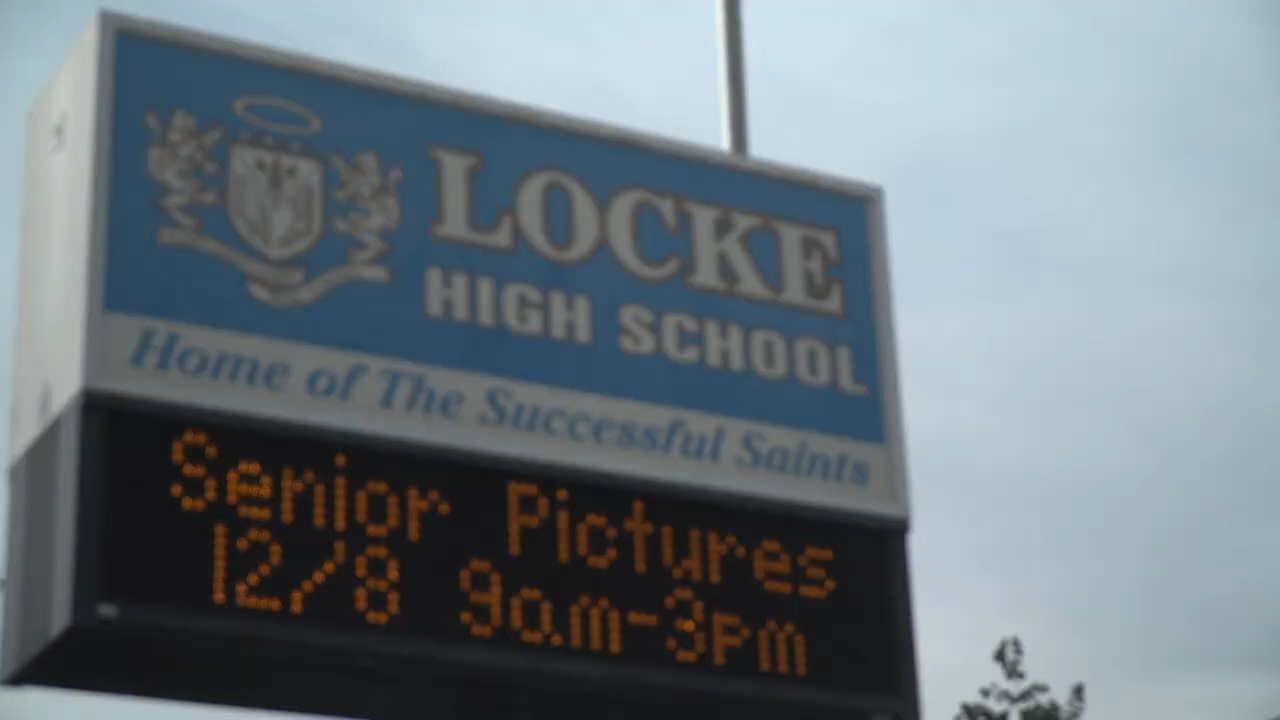 LOCKE
HIGH SCHOOL
Home of The Successful Saints
Senior Pictures
12/8 9a.m-3pm